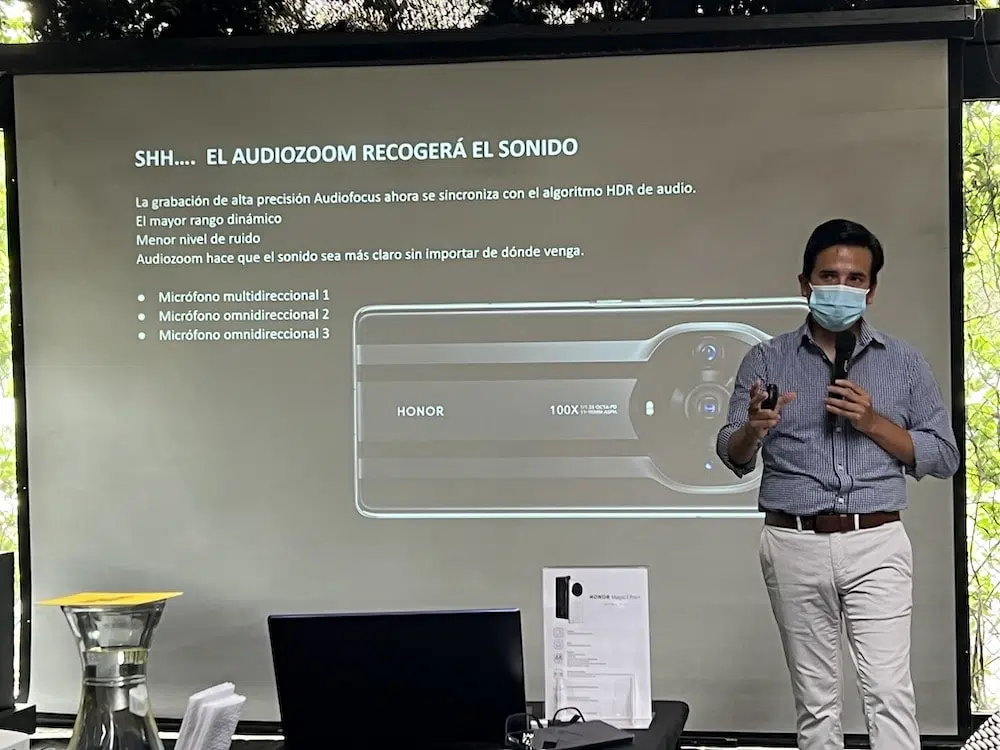 SHH.... EL AUDIOZOOM RECOGERÁ EL SONIDO
La grabación de alta precisión Audiofocus ahora se sincroniza con el algoritmo HDR de audio.
El mayor rango dinámico
Menor nivel de ruido
Audiozoom hace que el sonido sea más claro sin importar de dónde venga.
● Micrófono multidireccional 1
● Micrófono omnidireccional 2
● Micrófono omnidireccional 3
HONOR
100X
HONOR Magic